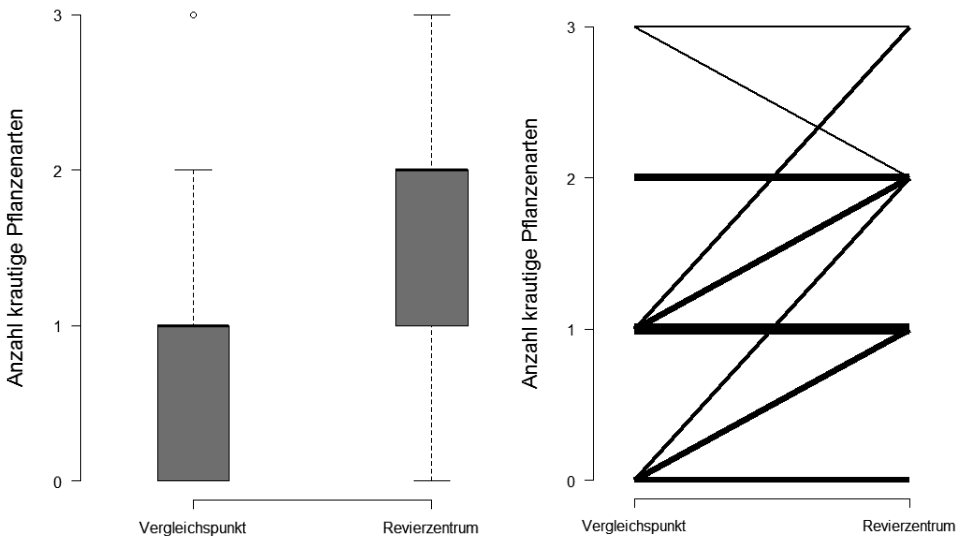 Anzahl krautige Pflanzenarten
3
2
1
0
Vergleichspunkt
Revierzentrum
Anzahl krautige Pflanzenarten
3
2
1
0
Vergleichspunkt
Revierzentrum